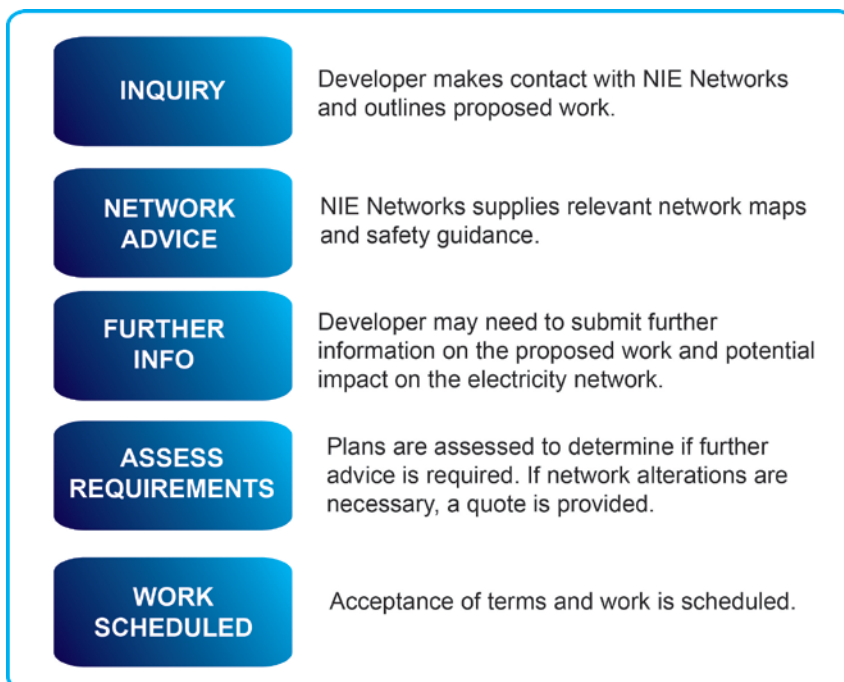 INQUIRY
Developer makes contact with NIE Networks
and outlines proposed work.
NETWORK
ADVICE
NIE Networks supplies relevant network maps
and safety guidance.
FURTHER
INFO
Developer may need to submit further
information on the proposed work and potential
impact on the electricity network.
ASSESS
REQUIREMENTS
Plans are assessed to determine if further
advice is required. If network alterations are
necessary, a quote is provided.
WORK
SCHEDULED
Acceptance of terms and work is scheduled.